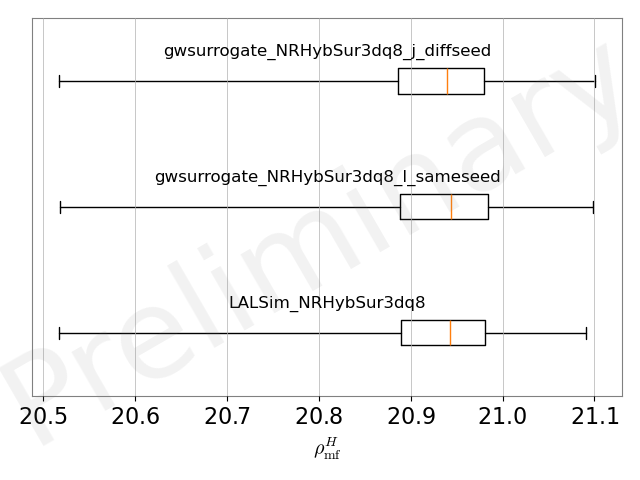 gwsurrogate_NRHybSur3dq8_j_diffseed
gwsurrogate_NRHybSur3dq8_l_sameseed
LALSim_NRHybSur3dq8
Preliminary
20.5 20.6 20.7 20.8 20.9 21.0 21.1
ρ^H_mf